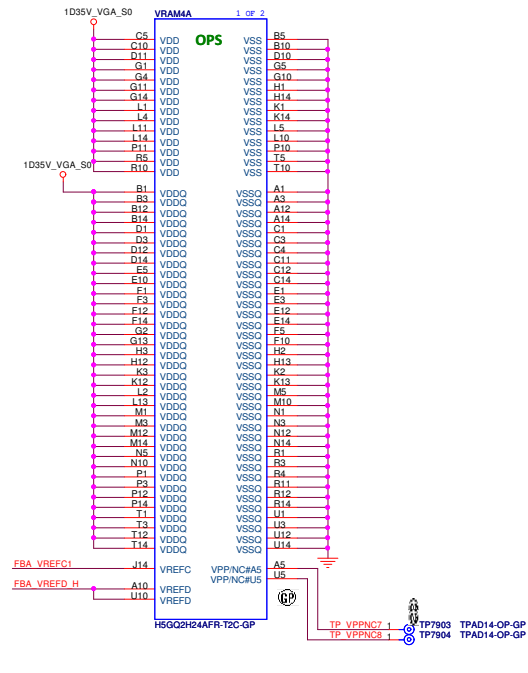 1D35V_VGA_S0
VRAM4A 1 OF 2
OPS
C5 VDD VSS B5
C10 VDD VSS B10
D11 VDD VSS D10
G1 VDD VSS G5
G4 VDD VSS G10
G11 VDD VSS H1
G14 VDD VSS H14
L1 VDD VSS K1
L4 VDD VSS K14
L11 VDD VSS L5
L14 VDD VSS L10
P11 VDD VSS P10
R5 VDD VSS T5
R10 VDD VSS T10
1D35V_VGA_S0
B1 VDDQ VSSQ A1
B3 VDDQ VSSQ A3
B12 VDDQ VSSQ A12
B14 VDDQ VSSQ A14
D1 VDDQ VSSQ C1
D3 VDDQ VSSQ C3
D12 VDDQ VSSQ C4
D14 VDDQ VSSQ C11
E5 VDDQ VSSQ C12
E10 VDDQ VSSQ C14
F1 VDDQ VSSQ E1
F3 VDDQ VSSQ E3
F12 VDDQ VSSQ E12
F14 VDDQ VSSQ E14
G2 VDDQ VSSQ F5
G13 VDDQ VSSQ F10
H3 VDDQ VSSQ H2
H12 VDDQ VSSQ H13
K3 VDDQ VSSQ K2
K12 VDDQ VSSQ K13
L2 VDDQ VSSQ M5
L13 VDDQ VSSQ M10
M1 VDDQ VSSQ N1
M3 VDDQ VSSQ N3
M12 VDDQ VSSQ N12
M14 VDDQ VSSQ N14
N5 VDDQ VSSQ R1
N10 VDDQ VSSQ R3
P1 VDDQ VSSQ R4
P3 VDDQ VSSQ R11
P12 VDDQ VSSQ R12
P14 VDDQ VSSQ R14
T1 VDDQ VSSQ U1
T3 VDDQ VSSQ U3
T12 VDDQ VSSQ U12
T14 VDDQ VSSQ U14
FBA_VREFC1 J14 VREFC VPP/NC#A5 A5
VPP/NC#U5 U5
FBA_VREFD_H A10 VREFD
U10 VREFD
GP
H5GQ2H24AFR-T2C-GP
TP_VPPNC7 1 TP7903 TPAD14-OP-GP
TP_VPPNC8 1 TP7904 TPAD14-OP-GP